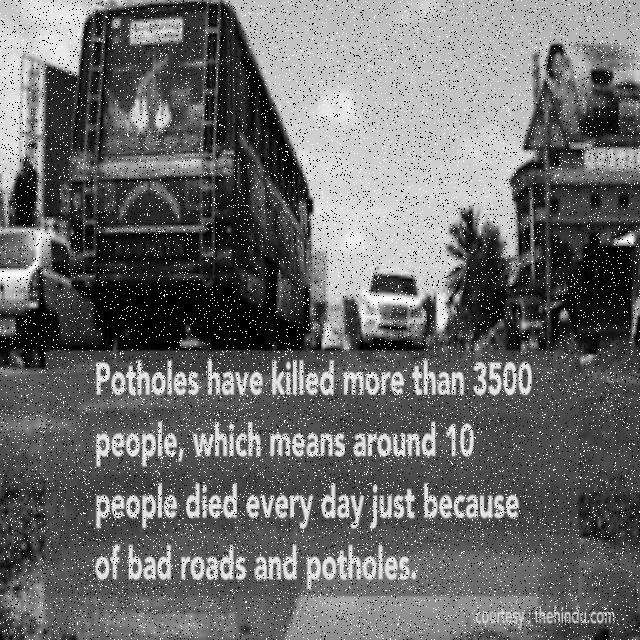 Potholes have killed more than 3500
people, which means around 10
people died every day just because
of bad roads and potholes.
courtesy : thehindu.com